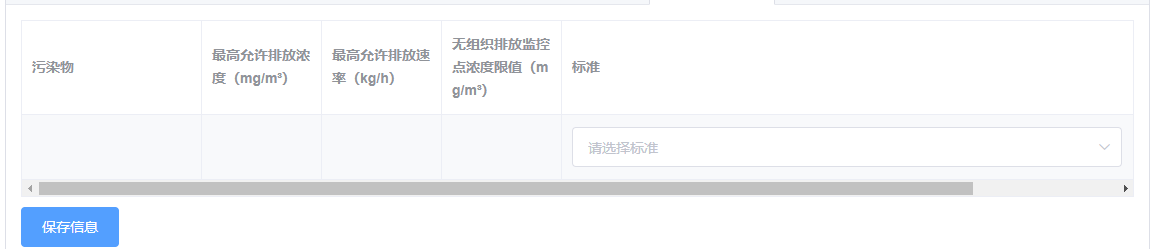 污染物
最高允许排放浓
度（mg/m³）
最高允许排放速
率（kg/h）
无组织排放监控
点浓度限值（m
g/m³）
标准
请选择标准
保存信息